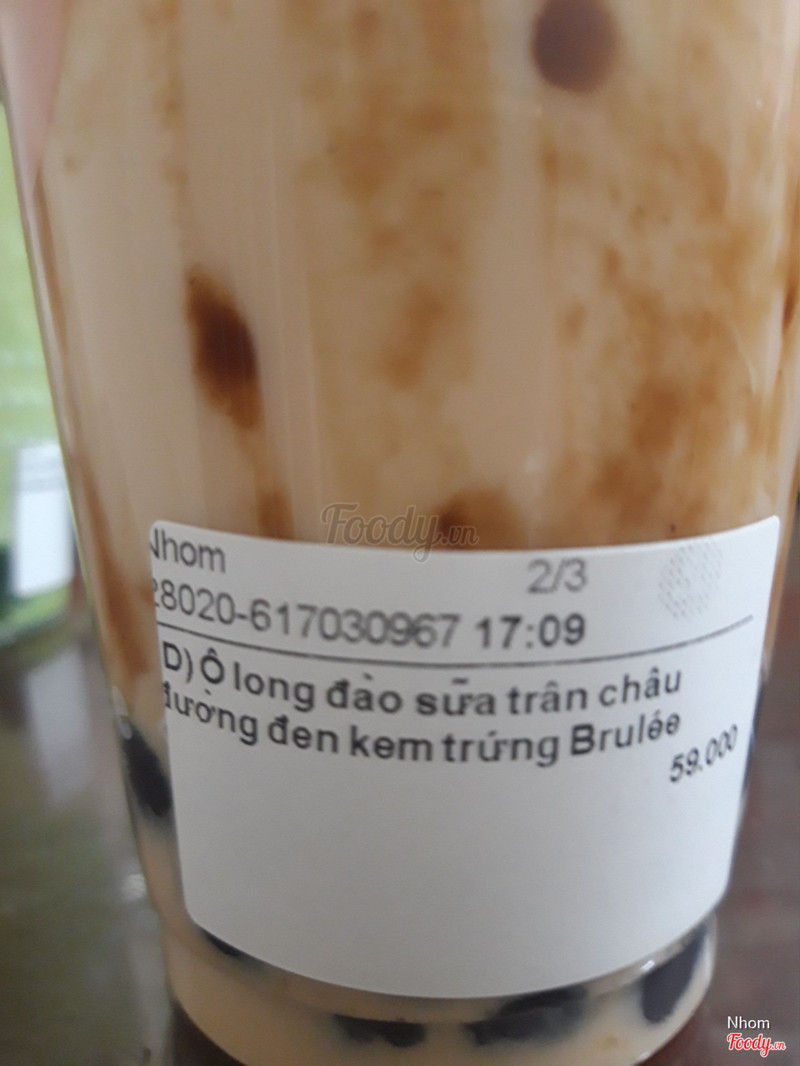 Foody.vn
Nhom
2/3
28020-617030967 17:09
D) Ô long đào sữa trân châu
đường đen kem trứng Brulée
59.000
Nhom
Foody.vn